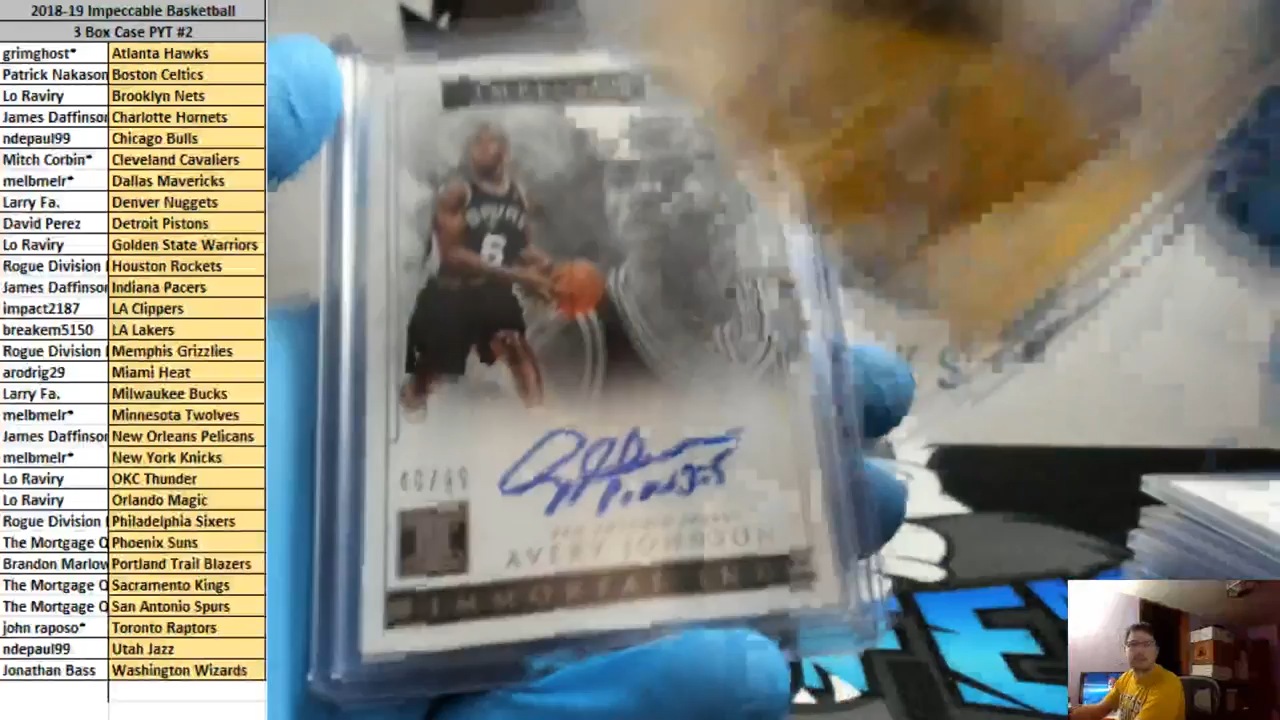 2018-19 Impeccable Basketball
3 Box Case PYT #2
grimghost* Atlanta Hawks
Patrick Nakason Boston Celtics
Lo Raviry Brooklyn Nets
James Daffinson Charlotte Hornets
ndepaul99 Chicago Bulls
Mitch Corbin* Cleveland Cavaliers
melbmelr* Dallas Mavericks
Larry Fa. Denver Nuggets
David Perez Detroit Pistons
Lo Raviry Golden State Warriors
Rogue Division Houston Rockets
James Daffinson Indiana Pacers
impact2187 LA Clippers
breakem5150 LA Lakers
Rogue Division Memphis Grizzlies
arodrig29 Miami Heat
Larry Fa. Milwaukee Bucks
melbmelr* Minnesota Twolves
James Daffinson New Orleans Pelicans
melbmelr* New York Knicks
Lo Raviry OKC Thunder
Lo Raviry Orlando Magic
Rogue Division Philadelphia Sixers
The Mortgage Q Phoenix Suns
Brandon Marlow Portland Trail Blazers
The Mortgage Q Sacramento Kings
The Mortgage Q San Antonio Spurs
john raposo* Toronto Raptors
ndepaul99 Utah Jazz
Jonathan Bass Washington Wizards
SPURS
6
AVERY JOHNSON
IMMORTAL INK